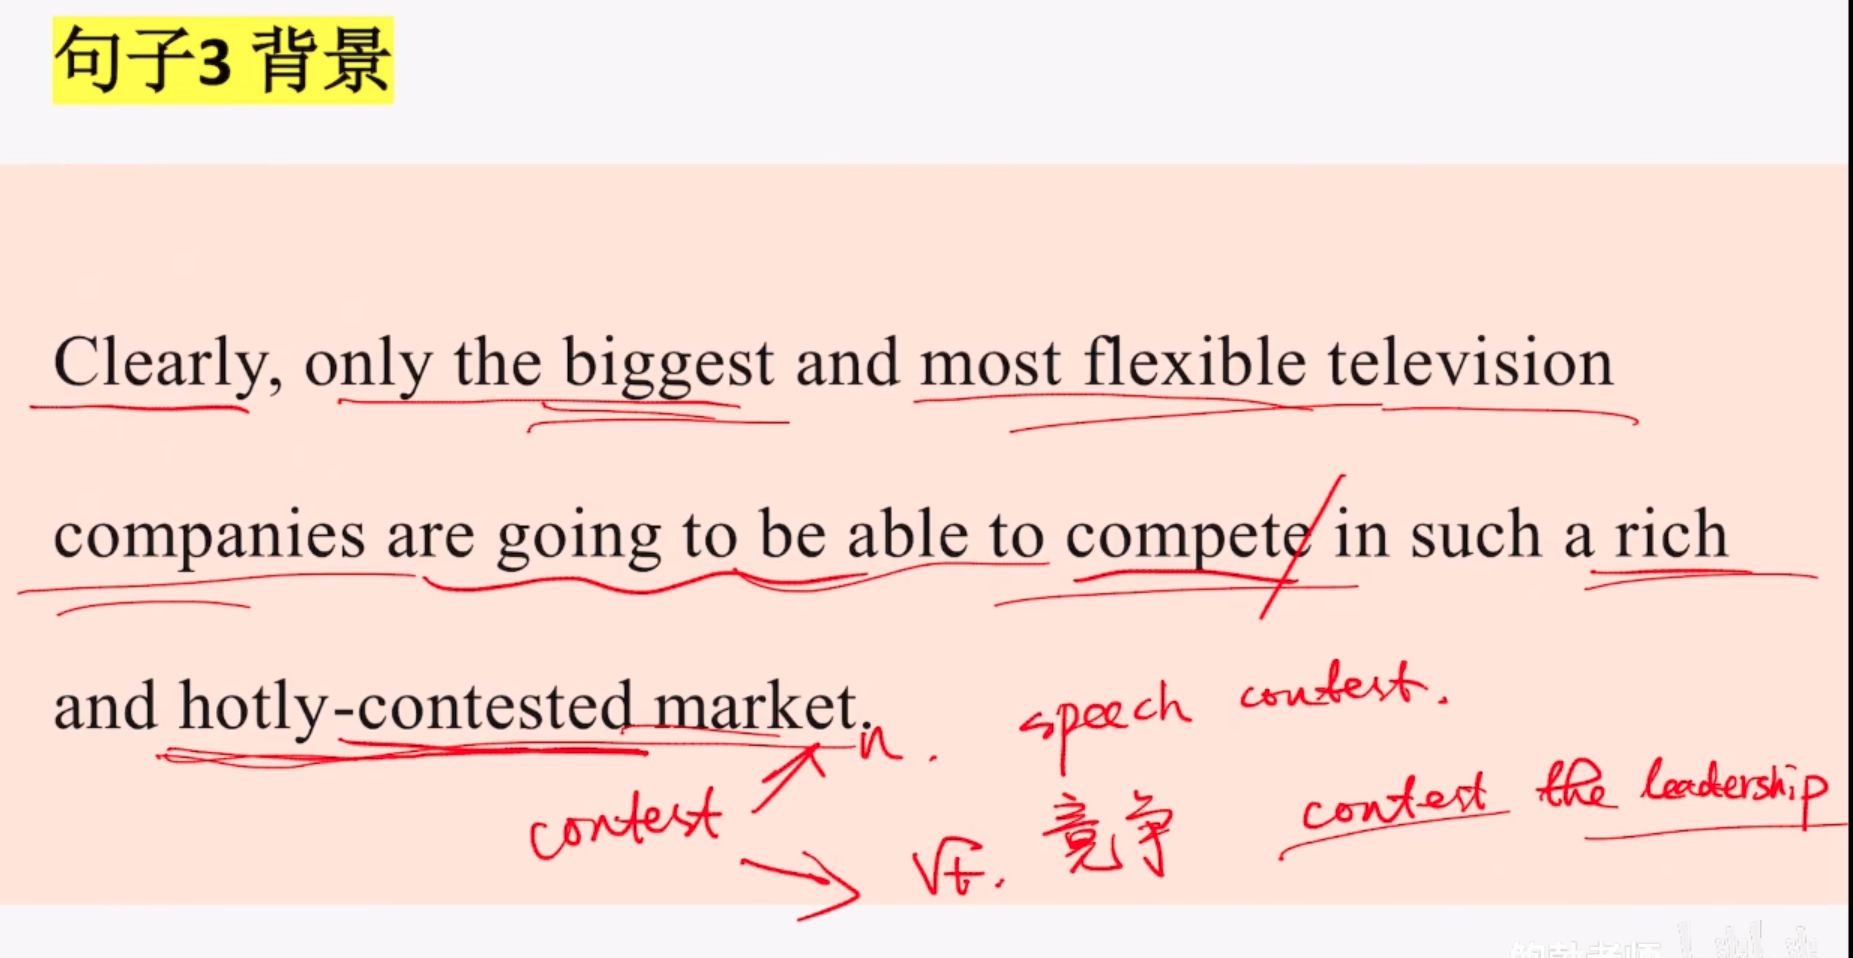 句子3 背景
Clearly, only the biggest and most flexible television
companies are going to be able to compete in such a rich
and hotly-contested market.
n. speech contest.
contest
vt. 竞争 contest the leadership